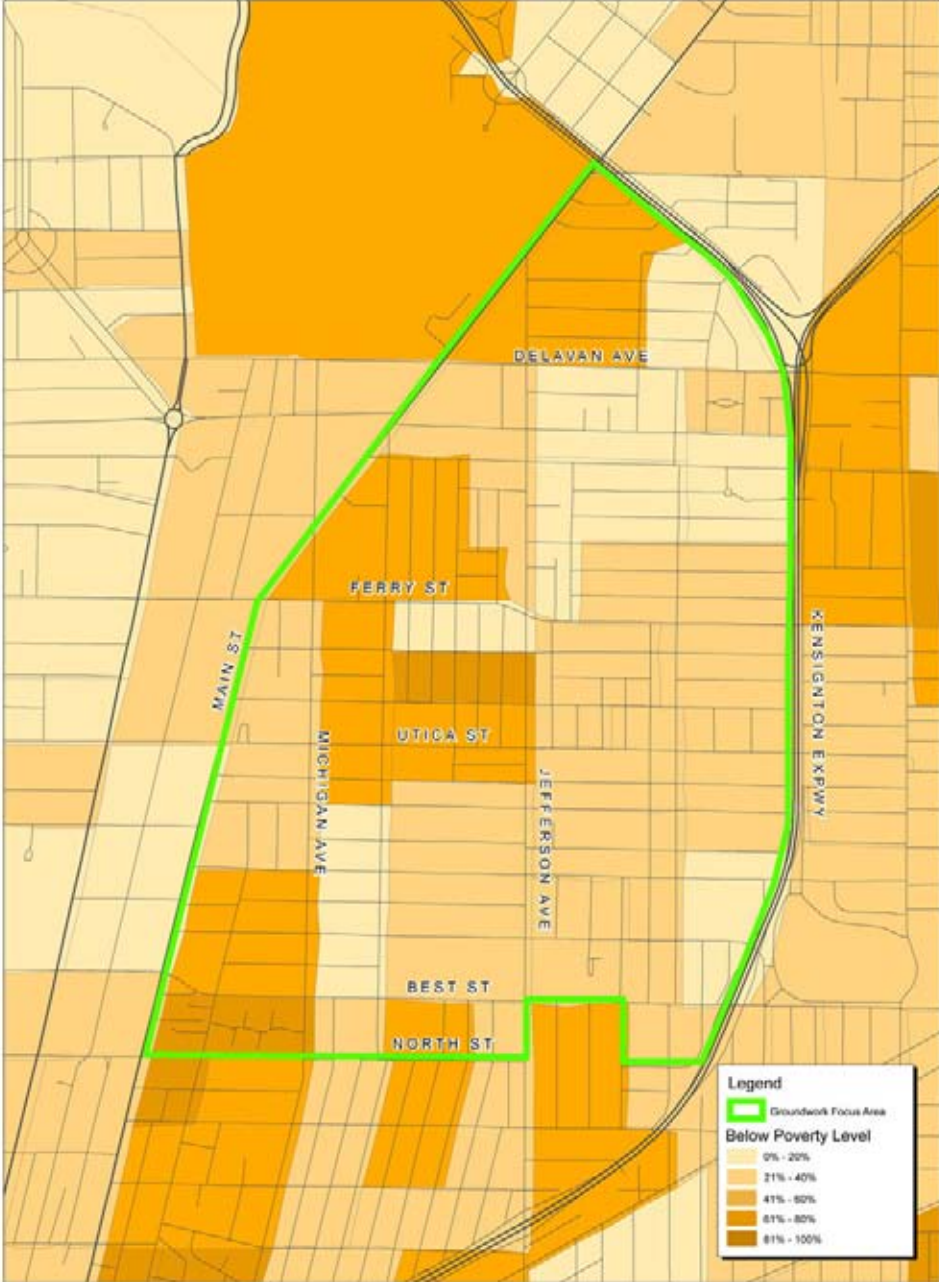 DELAVAN AVE
FERRY ST
MAIN ST
KENSIGNTON EXPWY
UTICA ST
MICHIGAN AVE
JEFFERSON AVE
BEST ST
NORTH ST
Legend
Groundwork Focus Area
Below Poverty Level
0% - 20%
21% - 40%
41% - 60%
61% - 80%
81% - 100%